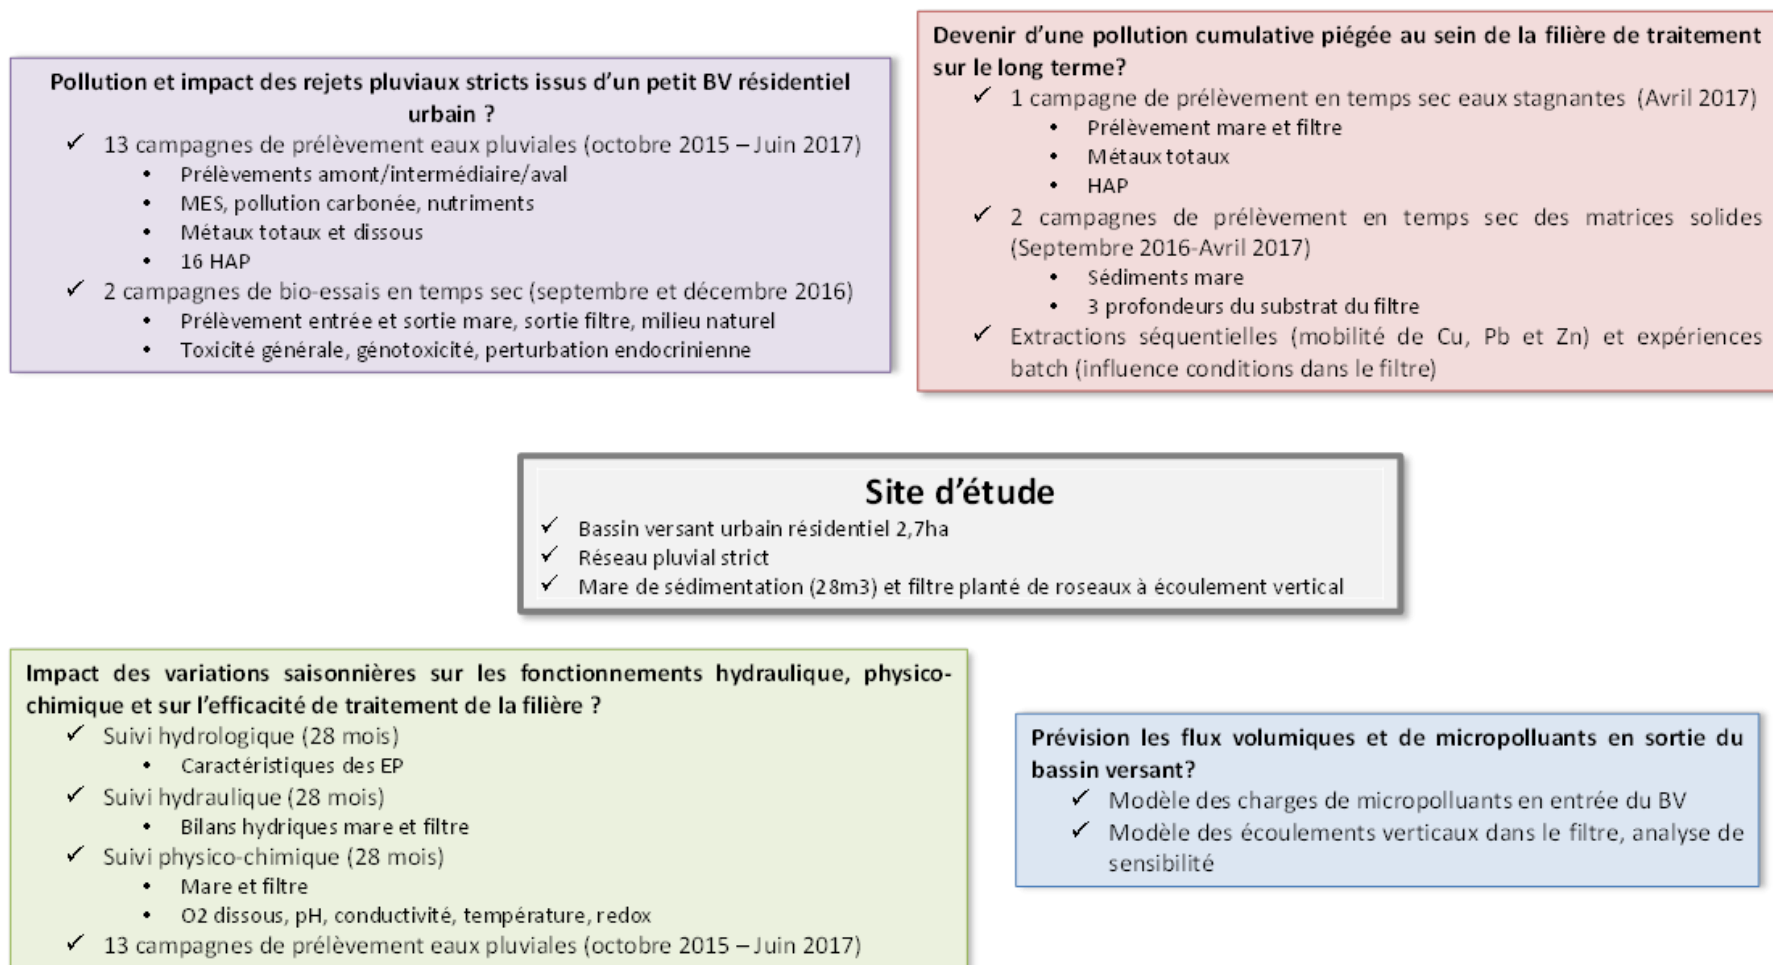 Pollution et impact des rejets pluviaux stricts issus d'un petit BV résidentiel
urbain ?
✓ 13 campagnes de prélèvement eaux pluviales (octobre 2015 – Juin 2017)
• Prélèvements amont/intermédiaire/aval
• MES, pollution carbonée, nutriments
• Métaux totaux et dissous
• 16 HAP
✓ 2 campagnes de bio-essais en temps sec (septembre et décembre 2016)
• Prélèvement entrée et sortie mare, sortie filtre, milieu naturel
• Toxicité générale, génotoxicité, perturbation endocrinienne
Devenir d'une pollution cumulative piégée au sein de la filière de traitement
sur le long terme?
✓ 1 campagne de prélèvement en temps sec eaux stagnantes (Avril 2017)
• Prélèvement mare et filtre
• Métaux totaux
• HAP
✓ 2 campagnes de prélèvement en temps sec des matrices solides
(Septembre 2016-Avril 2017)
• Sédiments mare
• 3 profondeurs du substrat du filtre
✓ Extractions séquentielles (mobilité de Cu, Pb et Zn) et expériences
batch (influence conditions dans le filtre)
Site d'étude
✓ Bassin versant urbain résidentiel 2,7ha
✓ Réseau pluvial strict
✓ Mare de sédimentation (28m3) et filtre planté de roseaux à écoulement vertical
Impact des variations saisonnières sur les fonctionnements hydraulique, physico-
chimique et sur l'efficacité de traitement de la filière ?
✓ Suivi hydrologique (28 mois)
• Caractéristiques des EP
✓ Suivi hydraulique (28 mois)
• Bilans hydriques mare et filtre
✓ Suivi physico-chimique (28 mois)
• Mare et filtre
• O2 dissous, pH, conductivité, température, redox
✓ 13 campagnes de prélèvement eaux pluviales (octobre 2015 – Juin 2017)
Prévision les flux volumiques et de micropolluants en sortie du
bassin versant?
✓ Modèle des charges de micropolluants en entrée du BV
✓ Modèle des écoulements verticaux dans le filtre, analyse de
sensibilité